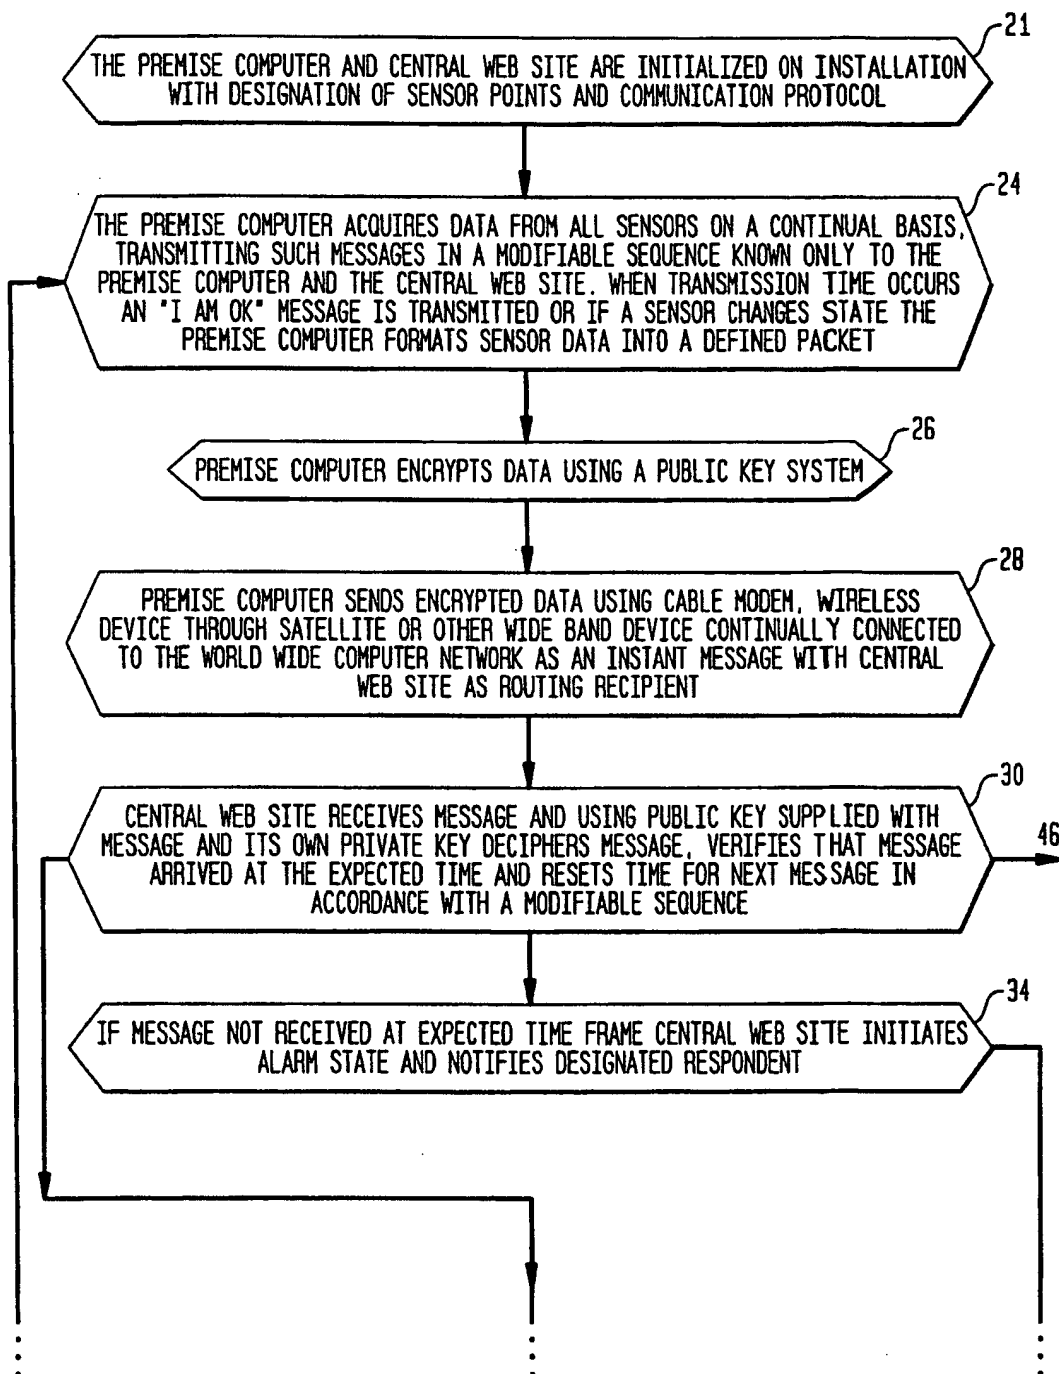 21
THE PREMISE COMPUTER AND CENTRAL WEB SITE ARE INITIALIZED ON INSTALLATION
WITH DESIGNATION OF SENSOR POINTS AND COMMUNICATION PROTOCOL
24
THE PREMISE COMPUTER ACQUIRES DATA FROM ALL SENSORS ON A CONTINUAL BASIS,
TRANSMITTING SUCH MESSAGES IN A MODIFIABLE SEQUENCE KNOWN ONLY TO THE
PREMISE COMPUTER AND THE CENTRAL WEB SITE. WHEN TRANSMISSION TIME OCCURS
AN "I AM OK" MESSAGE IS TRANSMITTED OR IF A SENSOR CHANGES STATE THE
PREMISE COMPUTER FORMATS SENSOR DATA INTO A DEFINED PACKET
26
PREMISE COMPUTER ENCRYPTS DATA USING A PUBLIC KEY SYSTEM
28
PREMISE COMPUTER SENDS ENCRYPTED DATA USING CABLE MODEM, WIRELESS
DEVICE THROUGH SATELLITE OR OTHER WIDE BAND DEVICE CONTINUALLY CONNECTED
TO THE WORLD WIDE COMPUTER NETWORK AS AN INSTANT MESSAGE WITH CENTRAL
WEB SITE AS ROUTING RECIPIENT
30
CENTRAL WEB SITE RECEIVES MESSAGE AND USING PUBLIC KEY SUPPLIED WITH
MESSAGE AND ITS OWN PRIVATE KEY DECIPHERS MESSAGE, VERIFIES THAT MESSAGE
ARRIVED AT THE EXPECTED TIME AND RESETS TIME FOR NEXT MESSAGE IN
ACCORDANCE WITH A MODIFIABLE SEQUENCE
46
34
IF MESSAGE NOT RECEIVED AT EXPECTED TIME FRAME CENTRAL WEB SITE INITIATES
ALARM STATE AND NOTIFIES DESIGNATED RESPONDENT